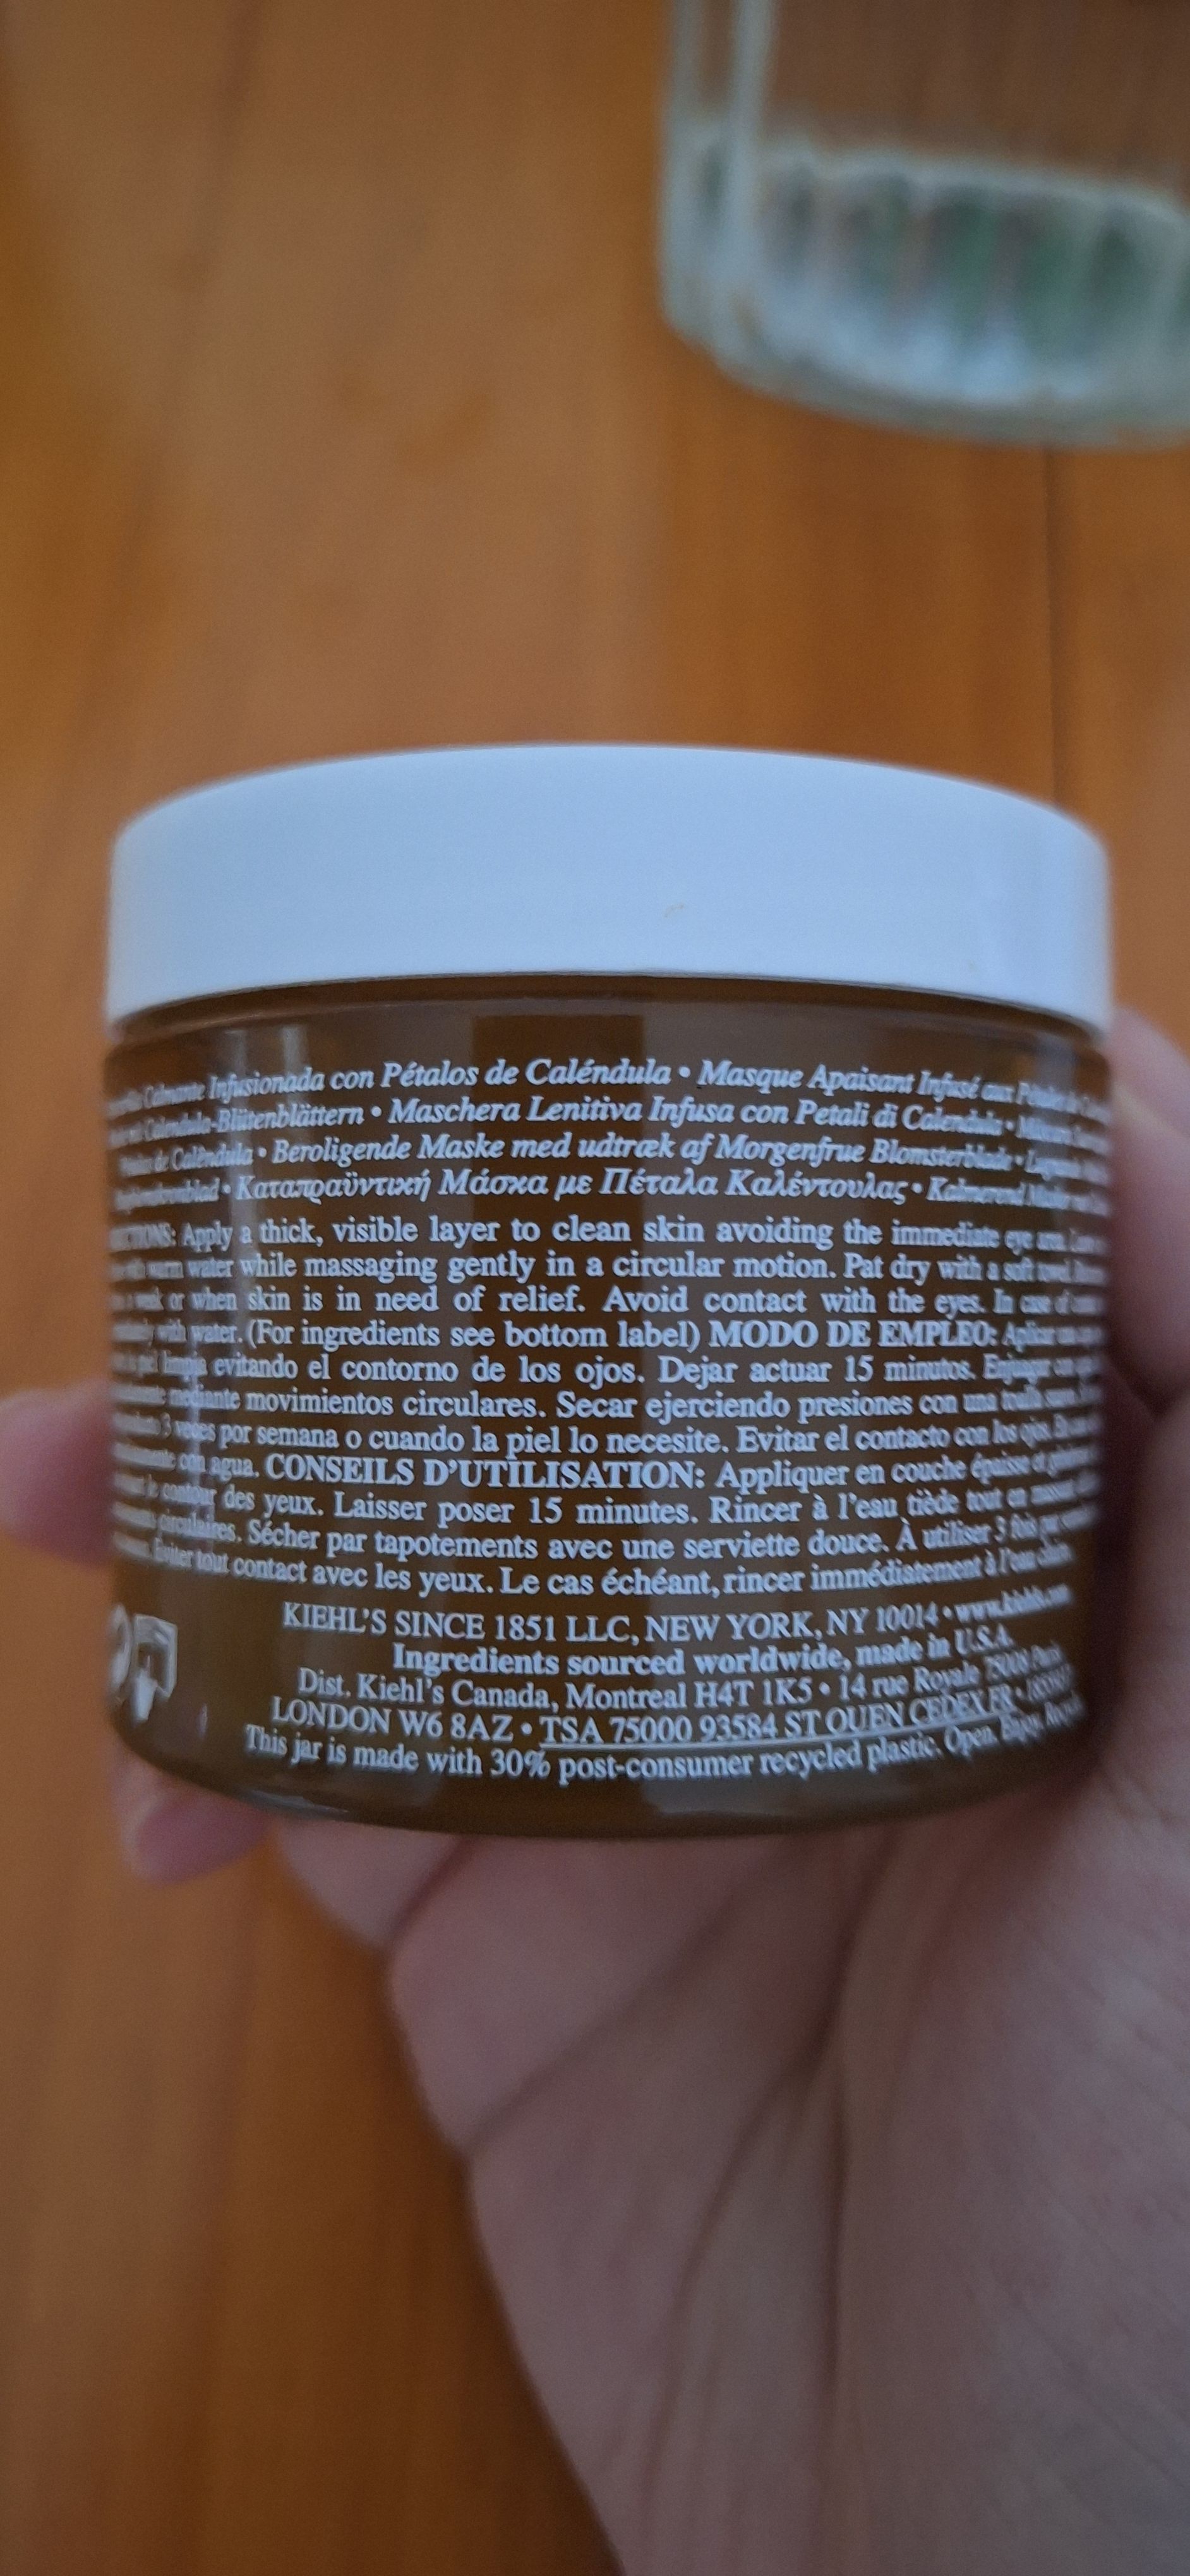 Calmante Infusionada con Pétalos de Caléndula • Masque Apaisant Infusé aux
Calendula-Blütenblättern • Maschera Lenitiva Infusa con Petali di Calendula •
de Calêndula • Beroligende Maske med udtræk af Morgenfrue Blomsterblade •
• Καταπραϋντική Μάσκα με Πέταλα Καλέντουλας •
Apply a thick, visible layer to clean skin avoiding the immediate eye area.
with warm water while massaging gently in a circular motion. Pat dry with a soft towel.
a week or when skin is in need of relief. Avoid contact with the eyes. In case of
with water. (For ingredients see bottom label) MODO DE EMPLEO: Aplicar una
piel limpia evitando el contorno de los ojos. Dejar actuar 15 minutos. Enjuagar con
mediante movimientos circulares. Secar ejerciendo presiones con una toalla
3 veces por semana o cuando la piel lo necesite. Evitar el contacto con los ojos.
con agua. CONSEILS D'UTILISATION: Appliquer en couche épaisse et
le contour des yeux. Laisser poser 15 minutes. Rincer à l'eau tiède tout en
circulaires. Sécher par tapotements avec une serviette douce. À utiliser 3 fois par
Éviter tout contact avec les yeux. Le cas échéant, rincer immédiatement à l'eau
KIEHL'S SINCE 1851 LLC, NEW YORK, NY 10014 • www.kiehls.com
Ingredients sourced worldwide, made in U.S.A.
Dist. Kiehl's Canada, Montreal H4T 1K5 • 14 rue Royale 75008 Paris
LONDON W6 8AZ • TSA 75000 93584 ST OUEN CEDEX FR •
This jar is made with 30% post-consumer recycled plastic. Open. Enjoy.